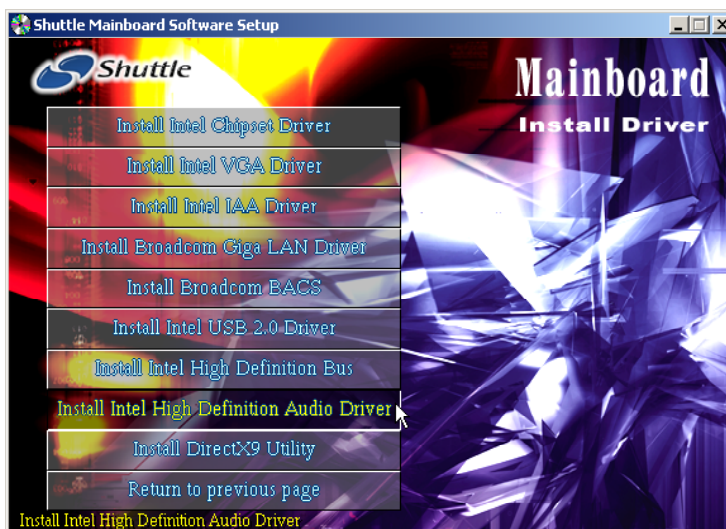 Shuttle Mainboard Software Setup
Shuttle
Mainboard
Install Driver
Install Intel Chipset Driver
Install Intel VGA Driver
Install Intel IAA Driver
Install Broadcom Giga LAN Driver
Install Broadcom BACS
Install Intel USB 2.0 Driver
Install Intel High Definition Bus
Install Intel High Definition Audio Driver
Install DirectX9 Utility
Return to previous page
Install Intel High Definition Audio Driver